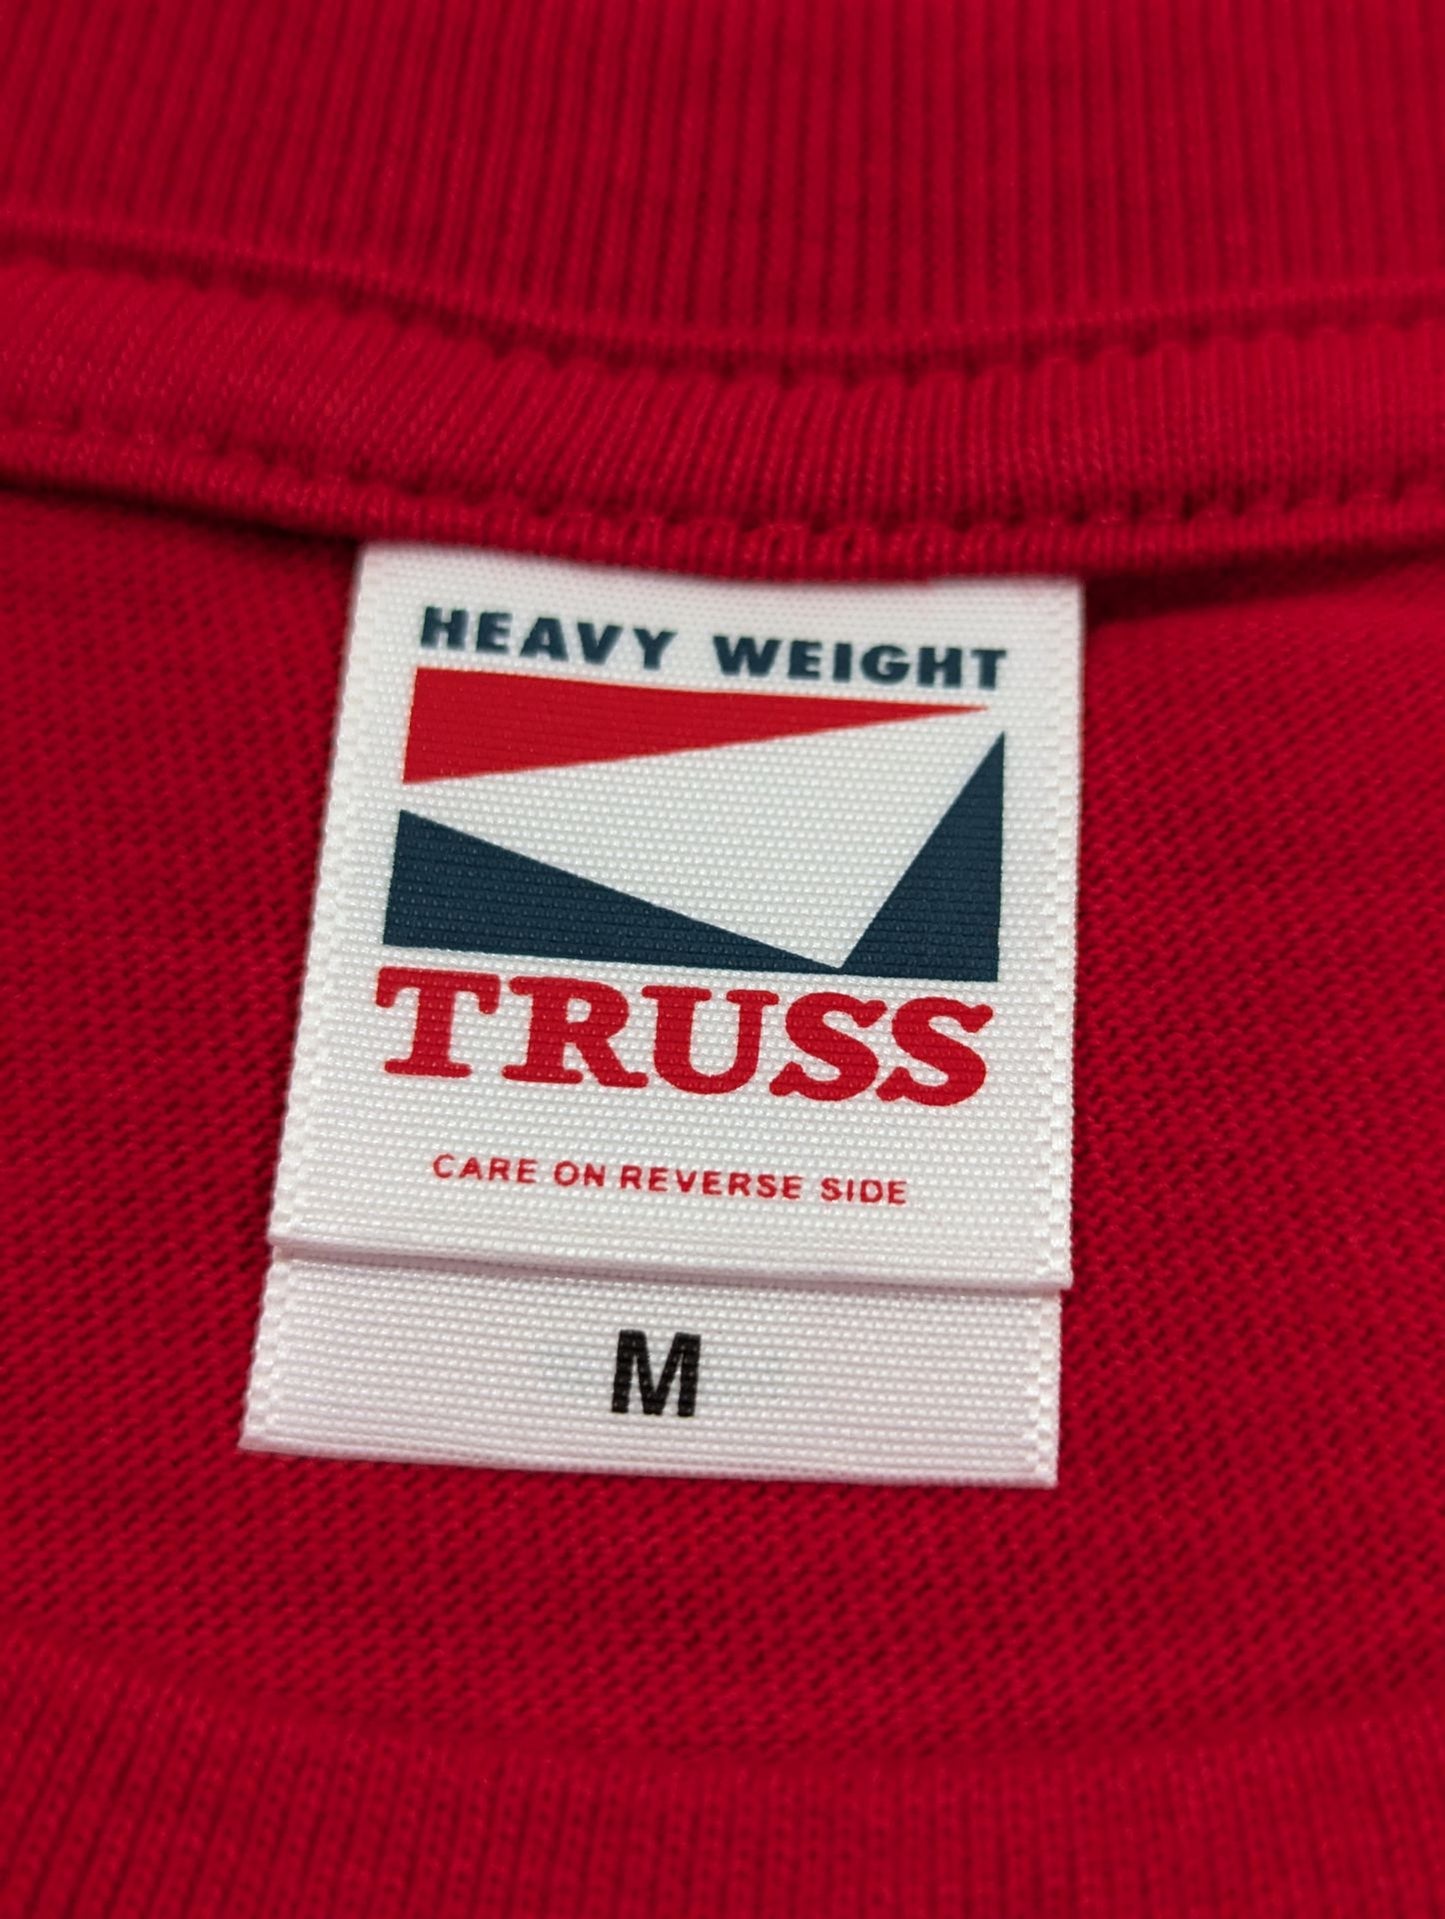 HEAVY WEIGHT
TRUSS
CARE ON REVERSE SIDE
M